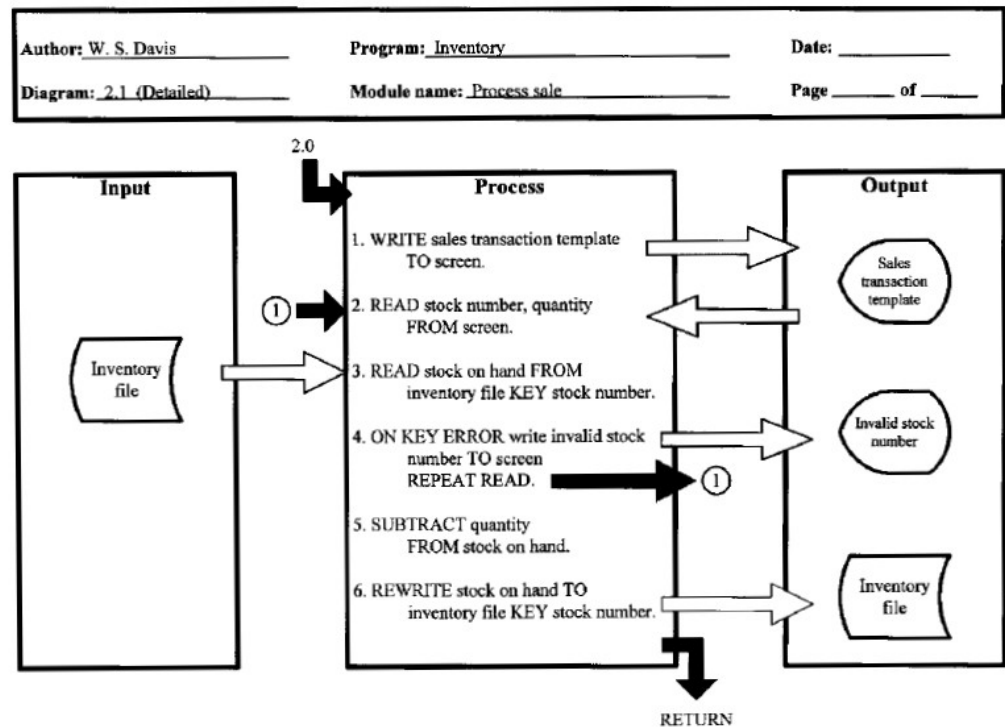 Author: W. S. Davis
Program: Inventory
Date:
Diagram: 2.1 (Detailed)
Module name: Process sale
Page of
2.0
Input
Process
Output
1. WRITE sales transaction template
TO screen.
Sales
transaction
template
1
2. READ stock number, quantity
FROM screen.
Inventory
file
3. READ stock on hand FROM
inventory file KEY stock number.
4. ON KEY ERROR write invalid stock
number TO screen
REPEAT READ.
1
Invalid stock
number
5. SUBTRACT quantity
FROM stock on hand.
6. REWRITE stock on hand TO
inventory file KEY stock number.
Inventory
file
RETURN